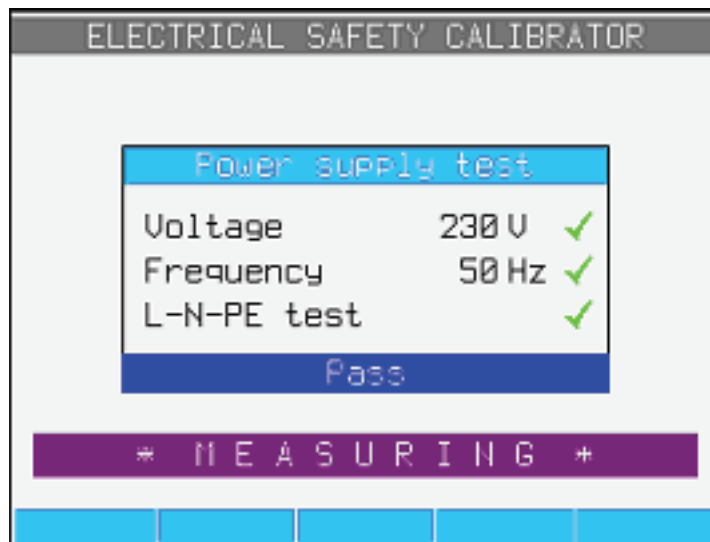 ELECTRICAL SAFETY CALIBRATOR
Power supply test
Voltage 230 V ✓
Frequency 50 Hz ✓
L-N-PE test ✓
Pass
* M E A S U R I N G *